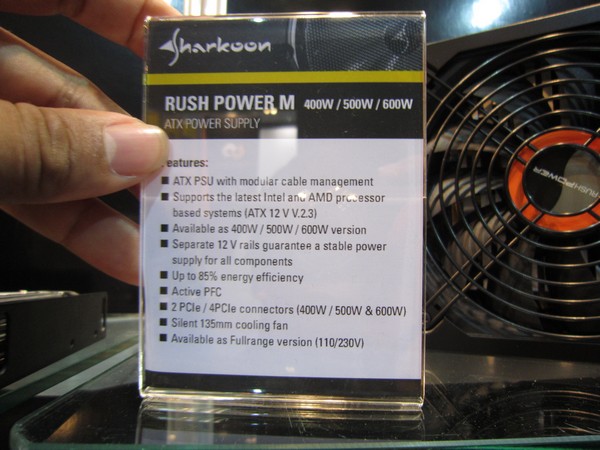 Sharkoon
RUSH POWER M 400W / 500W / 600W
ATX POWER SUPPLY
eatures:
■ ATX PSU with modular cable management
■ Supports the latest Intel and AMD processor
based systems (ATX 12 V V.2.3)
■ Available as 400W / 500W / 600W version
■ Separate 12 V rails guarantee a stable power
supply for all components
■ Up to 85% energy efficiency
■ Active PFC
■ 2 PCIe / 4PCIe connectors (400W / 500W & 600W)
■ Silent 135mm cooling fan
■ Available as Fullrange version (110/230V)
RUSHPOWER